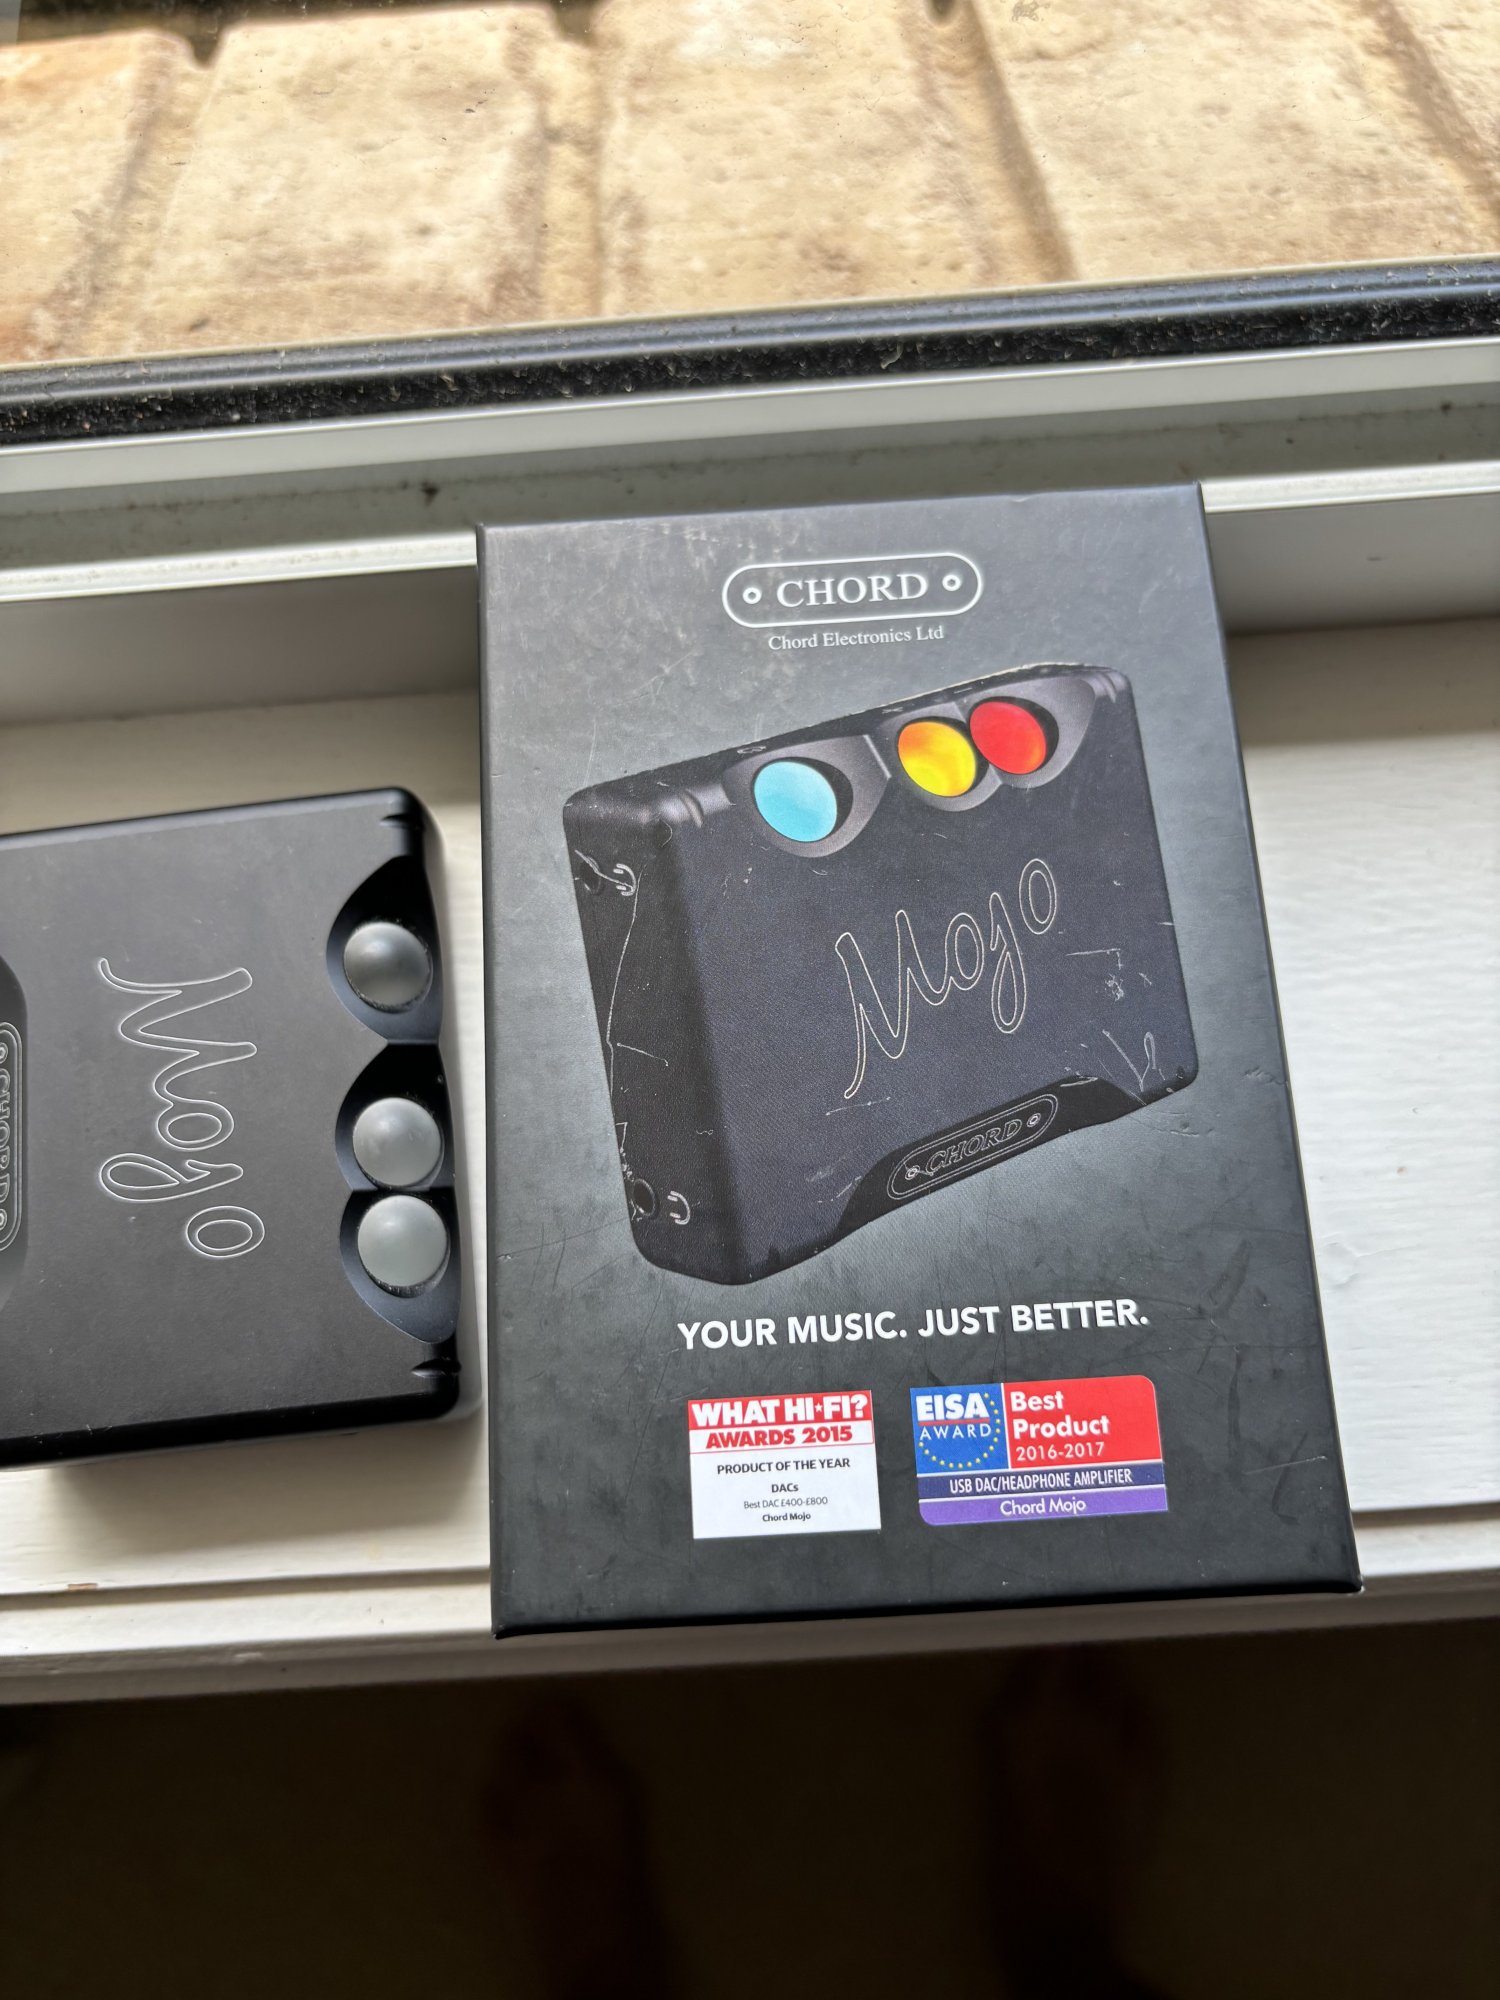 CHORD
Chord Electronics Ltd
Mojo
CHORD
YOUR MUSIC. JUST BETTER.
WHAT HI★FI?
AWARDS 2015
PRODUCT OF THE YEAR
DACs
Best DAC £400-£800
Chord Mojo
EISA
AWARD
Best
Product
2016-2017
USB DAC/HEADPHONE AMPLIFIER
Chord Mojo
Mojo
CHORD